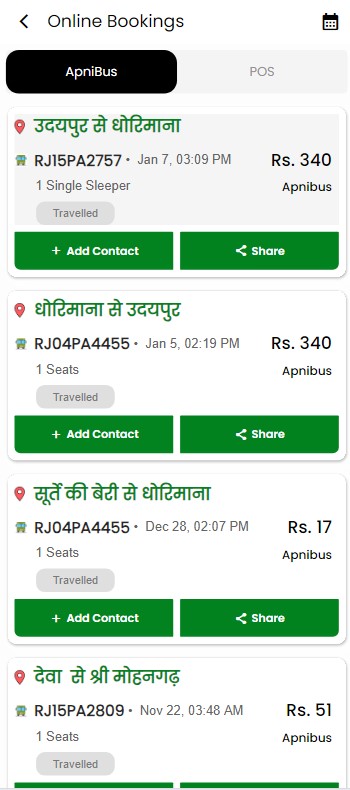 Online Bookings
ApniBus POS
उदयपुर से धोरिमाना
RJ15PA2757 • Jan 7, 03:09 PM Rs. 340
1 Single Sleeper Apnibus
Travelled
+ Add Contact Share
धोरिमाना से उदयपुर
RJ04PA4455 • Jan 5, 02:19 PM Rs. 340
1 Seats Apnibus
Travelled
+ Add Contact Share
सूर्ते की बेरी से धोरिमाना
RJ04PA4455 • Dec 28, 02:07 PM Rs. 17
1 Seats Apnibus
Travelled
+ Add Contact Share
देवा से श्री मोहनगढ़
RJ15PA2809 • Nov 22, 03:48 AM Rs. 51
1 Seats Apnibus
Travelled